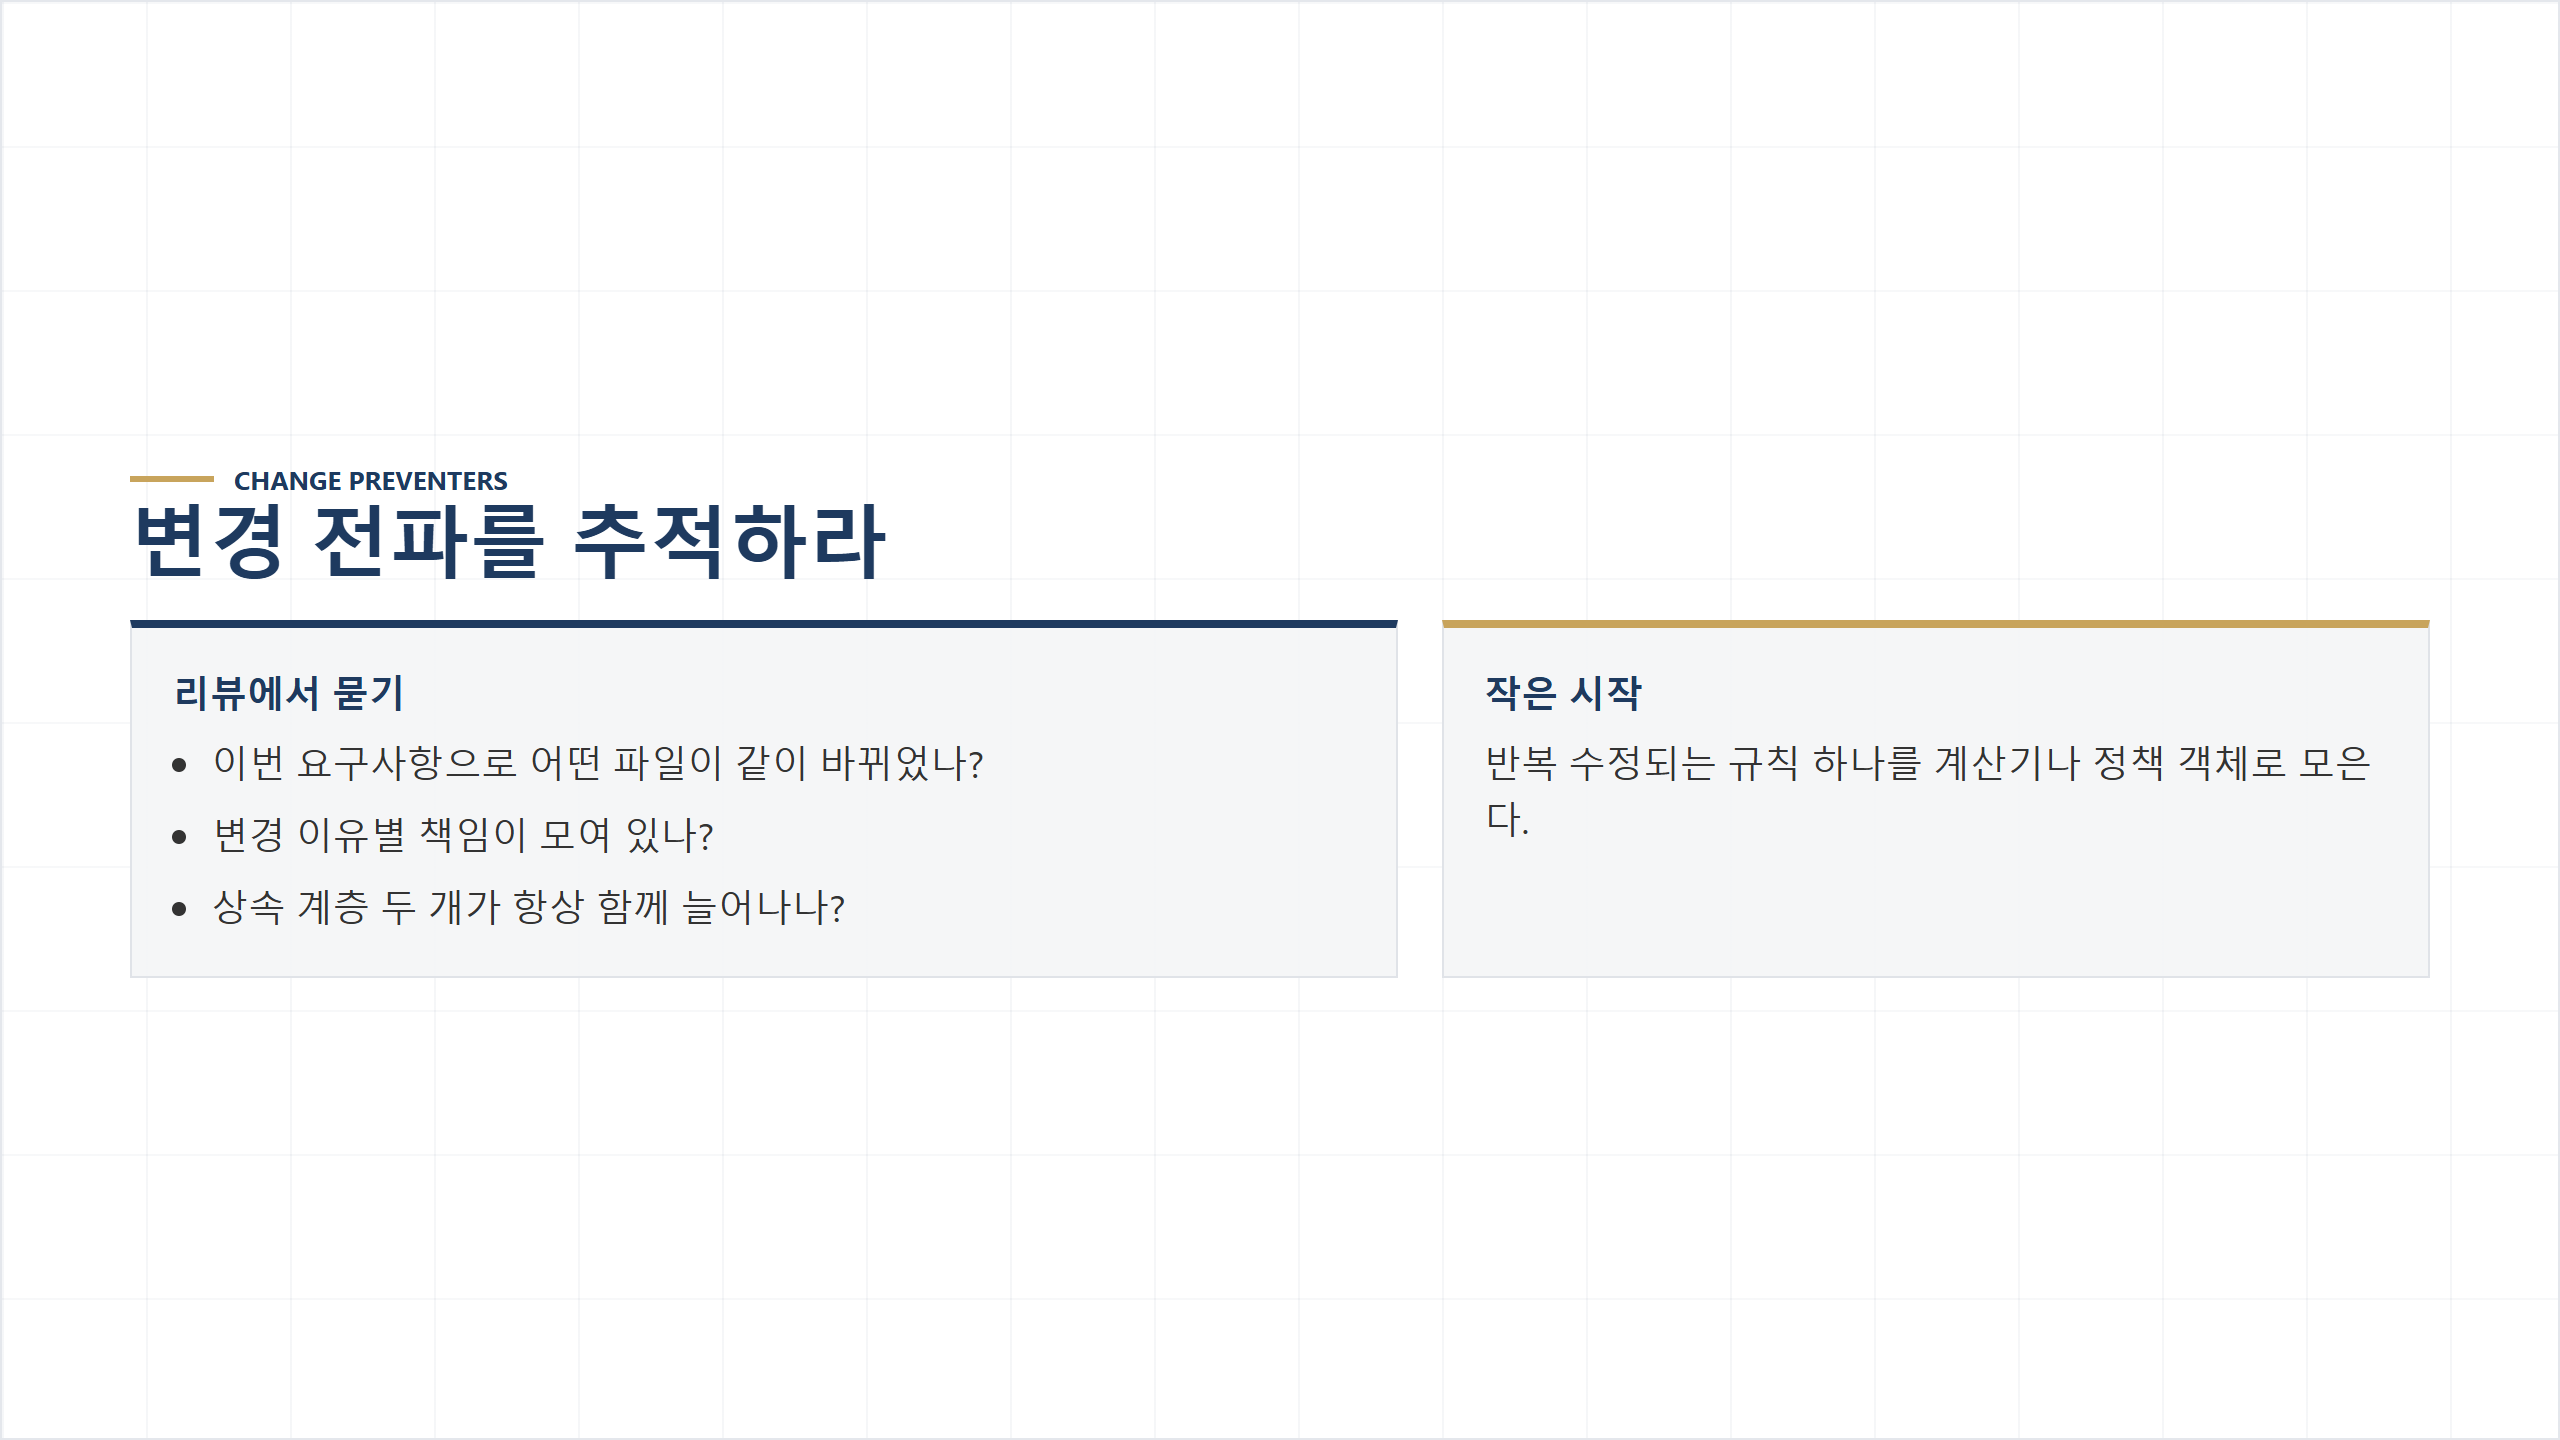 CHANGE PREVENTERS
변경 전파를 추적하라
리뷰에서 묻기
• 이번 요구사항으로 어떤 파일이 같이 바뀌었나?
• 변경 이유별 책임이 모여 있나?
• 상속 계층 두 개가 항상 함께 늘어나나?
작은 시작
반복 수정되는 규칙 하나를 계산기나 정책 객체로 모은
다.